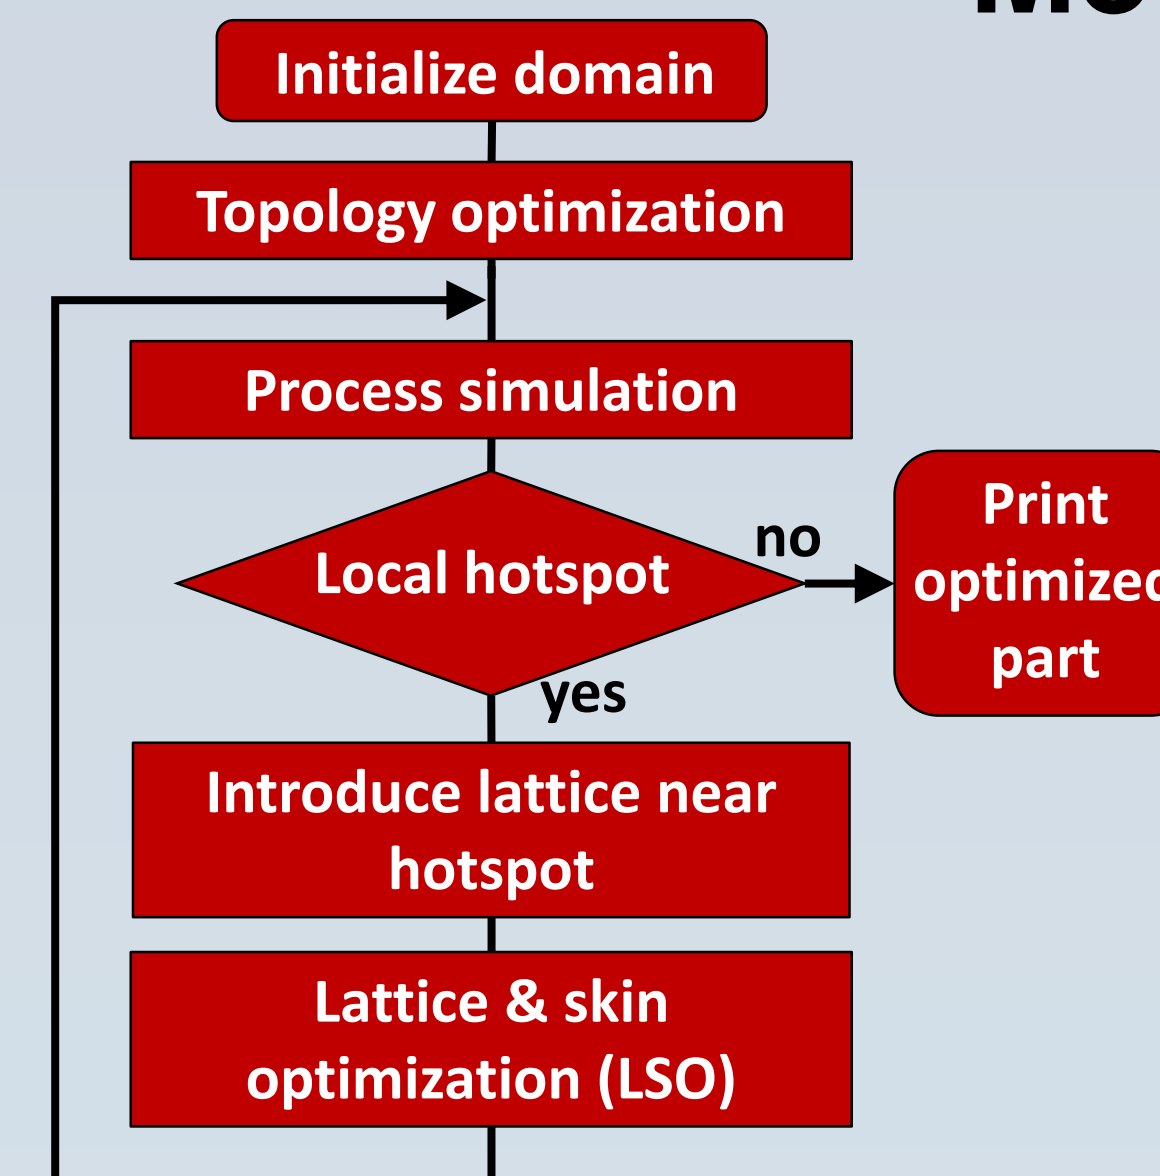 Initialize domain
Topology optimization
Process simulation
Local hotspot
no
Print
optimized
part
yes
Introduce lattice near
hotspot
Lattice & skin
optimization (LSO)